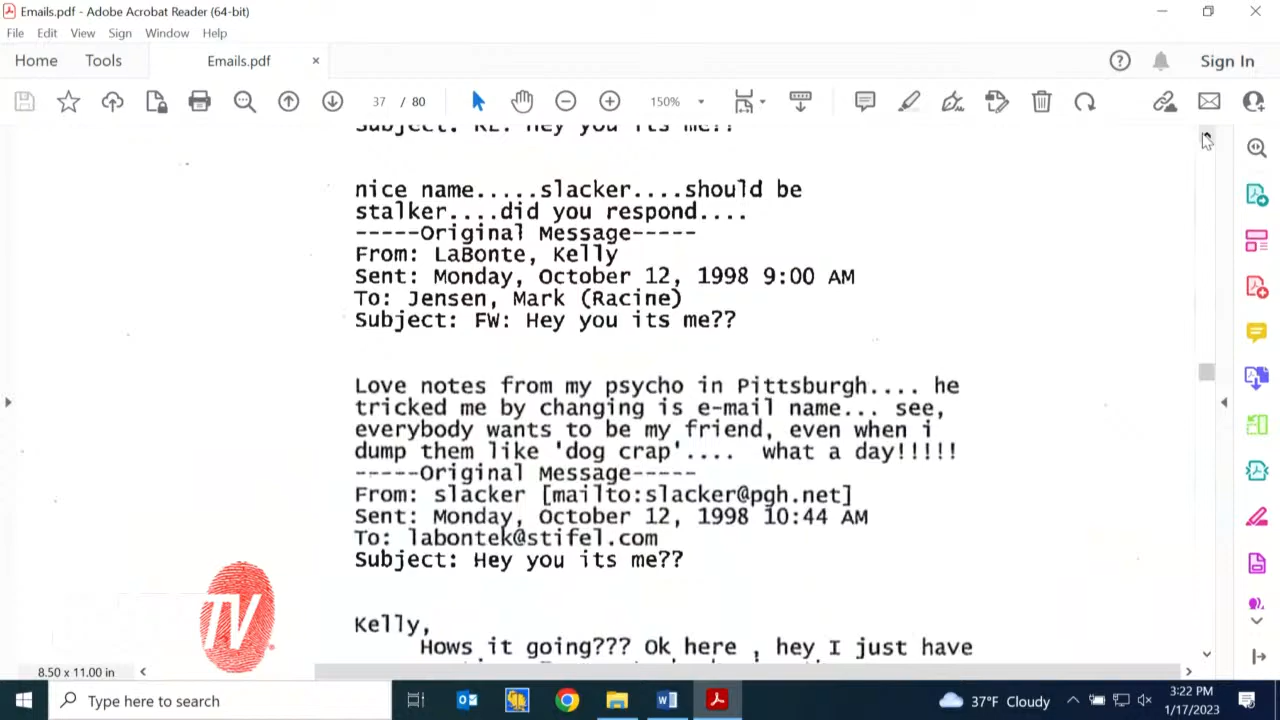 Emails.pdf - Adobe Acrobat Reader (64-bit)
File Edit View Sign Window Help
Home Tools Emails.pdf × Sign In
37 / 80 150%
Subject: RE: Hey you its me??
nice name.....slacker....should be
stalker....did you respond....
-----Original Message-----
From: LaBonte, Kelly
Sent: Monday, October 12, 1998 9:00 AM
To: Jensen, Mark (Racine)
Subject: FW: Hey you its me??
Love notes from my psycho in Pittsburgh.... he
tricked me by changing is e-mail name... see,
everybody wants to be my friend, even when i
dump them like 'dog crap'.... what a day!!!!!
-----Original Message-----
From: slacker [mailto:slacker@pgh.net]
Sent: Monday, October 12, 1998 10:44 AM
To: labontek@stifel.com
Subject: Hey you its me??
Kelly,
Hows it going??? Ok here , hey I just have
TV
8.50 x 11.00 in
Type here to search
37°F Cloudy
3:22 PM
1/17/2023